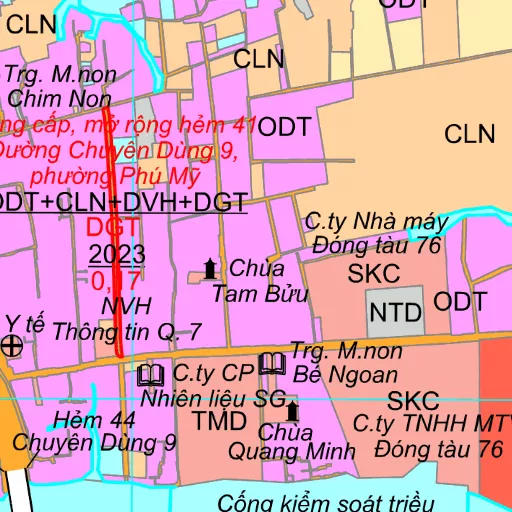 ODT
CLN
CLN
Trg. M.non
Chim Non
cấp, mở rộng hẻm 41
Đường Chuyên Dùng 9,
phường Phú Mỹ
ODT
CLN
ODT+CLN+DVH+DGT
DGT
2023
C.ty Nhà máy
Đóng tàu 76
SKC
Chùa
Tam Bửu
NVH
Thông tin Q. 7
NTD
ODT
Y tế
Trg. M.non
Bé Ngoan
C.ty CP
Nhiên liệu SG
SKC
Hẻm 44
Chuyên Dùng 9
TMD
Chùa
Quang Minh
C.ty TNHH MTV
Đóng tàu 76
Cống kiểm soát triều